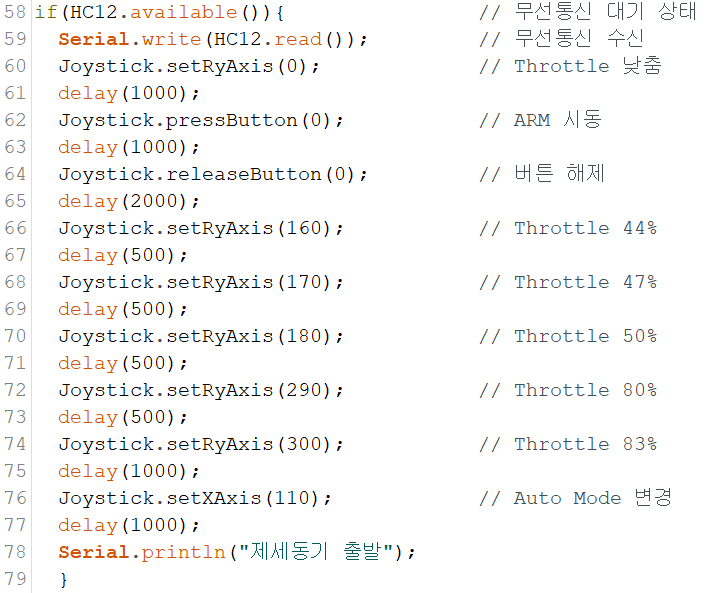 58 if(HC12.available()){ // 무선통신 대기 상태
59 Serial.write(HC12.read()); // 무선통신 수신
60 Joystick.setRyAxis(0); // Throttle 낮춤
61 delay(1000);
62 Joystick.pressButton(0); // ARM 시동
63 delay(1000);
64 Joystick.releaseButton(0); // 버튼 해제
65 delay(2000);
66 Joystick.setRyAxis(160); // Throttle 44%
67 delay(500);
68 Joystick.setRyAxis(170); // Throttle 47%
69 delay(500);
70 Joystick.setRyAxis(180); // Throttle 50%
71 delay(500);
72 Joystick.setRyAxis(290); // Throttle 80%
73 delay(500);
74 Joystick.setRyAxis(300); // Throttle 83%
75 delay(1000);
76 Joystick.setXAxis(110); // Auto Mode 변경
77 delay(1000);
78 Serial.println("제세동기 출발");
79 }